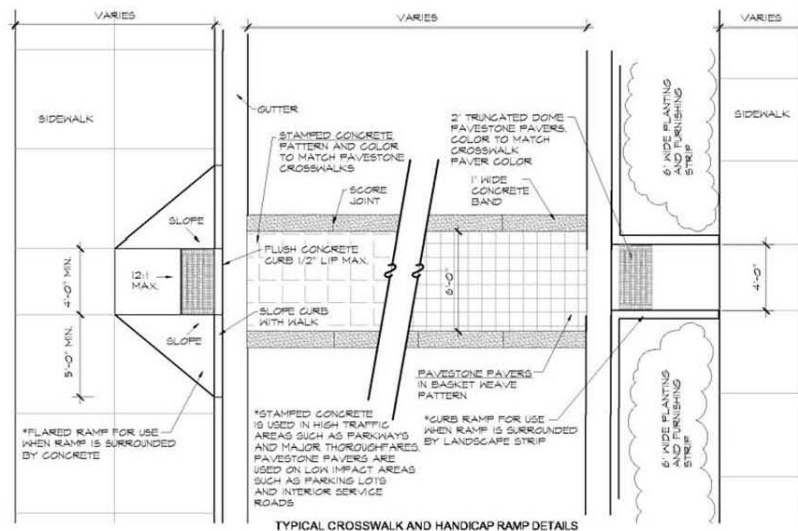 VARIES
VARIES
VARIES
SIDEWALK
GUTTER
STAMPED CONCRETE
PATTERN AND COLOR
TO MATCH PAVESTONE
CROSSWALKS
SCORE
JOINT
2' TRUNCATED DOME
PAVESTONE PAVERS.
COLOR TO MATCH
CROSSWALK
PAVER COLOR
1' WIDE
CONCRETE
BAND
6' WIDE PLANTING
AND FURNISHING
STRIP
SIDEWALK
SLOPE
FLUSH CONCRETE
CURB 1/2" LIP MAX.
12:1
MAX.
4'-0" MIN.
6'-0"
4'-0"
SLOPE CURB
WITH WALK
SLOPE
5'-0" MIN.
PAVESTONE PAVERS
IN BASKET WEAVE
PATTERN
*FLARED RAMP FOR USE
WHEN RAMP IS SURROUNDED
BY CONCRETE
*STAMPED CONCRETE
IS USED IN HIGH TRAFFIC
AREAS SUCH AS PARKWAYS
AND MAJOR THOROUGHFARES.
PAVESTONE PAVERS ARE
USED ON LOW IMPACT AREAS
SUCH AS PARKING LOTS
AND INTERIOR SERVICE
ROADS
*CURB RAMP FOR USE
WHEN RAMP IS SURROUNDED
BY LANDSCAPE STRIP
6' WIDE PLANTING
AND FURNISHING
STRIP
TYPICAL CROSSWALK AND HANDICAP RAMP DETAILS